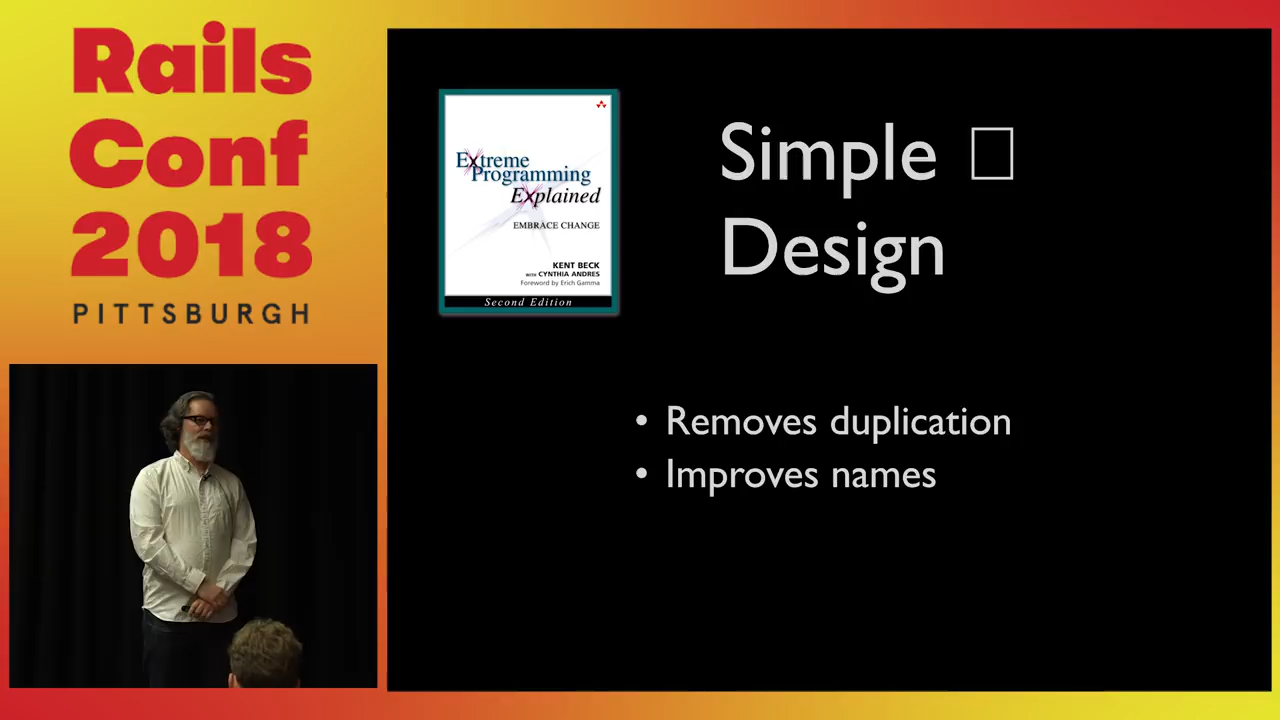 Rails
Conf
2018
PITTSBURGH
Extreme
Programming
Explained
EMBRACE CHANGE
KENT BECK
WITH CYNTHIA ANDRES
Foreword by Erich Gamma
Second Edition
Simple
Design
• Removes duplication
• Improves names